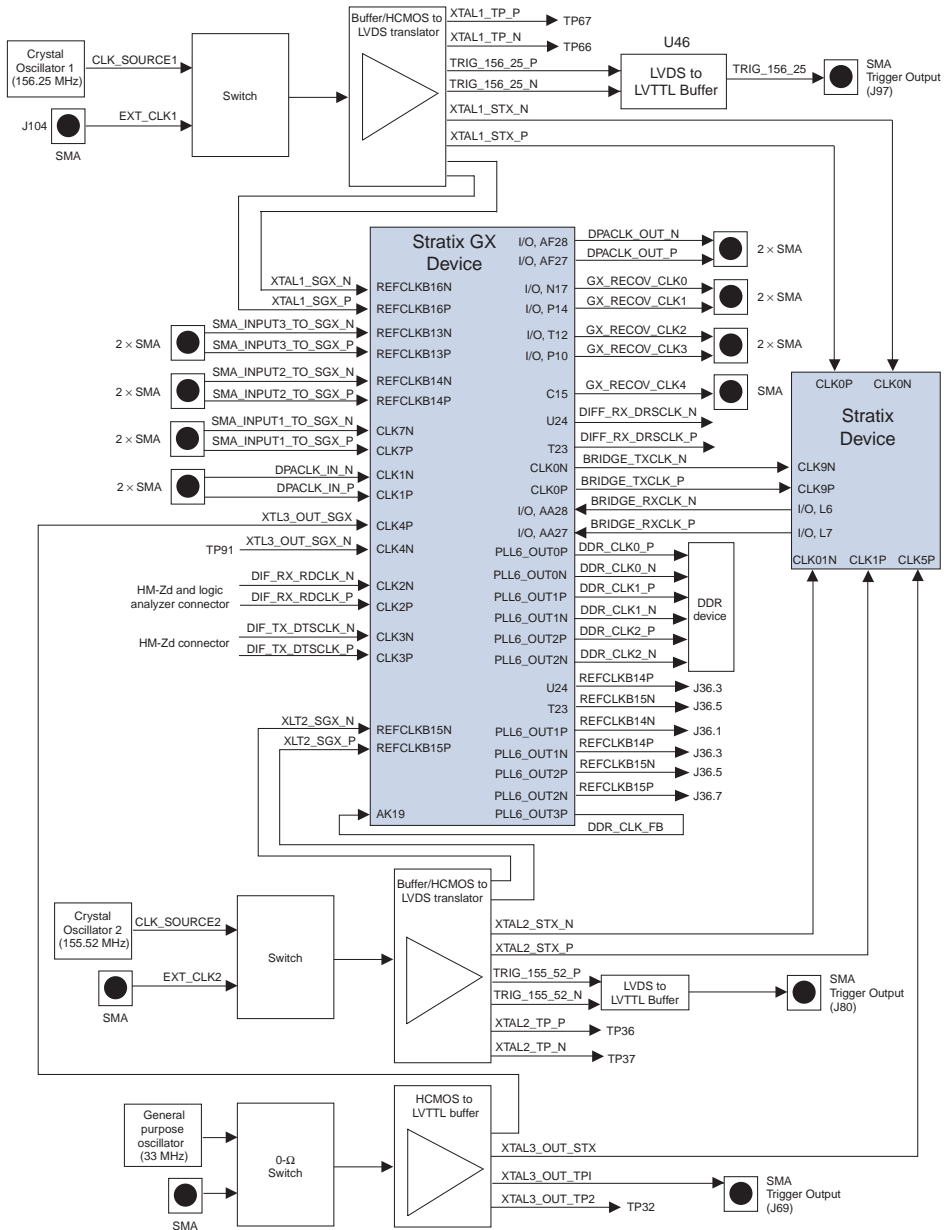 Buffer/HCMOS to
LVDS translator
XTAL1_TP_P
TP67
XTAL1_TP_N
TP66
Crystal
Oscillator 1
(156.25 MHz)
CLK_SOURCE1
Switch
J104
EXT_CLK1
SMA
TRIG_156_25_P
TRIG_156_25_N
U46
LVDS to
LVTTL Buffer
TRIG_156_25
SMA
Trigger Output
(J97)
XTAL1_STX_N
XTAL1_STX_P
Stratix GX
Device
XTAL1_SGX_N
REFCLKB16N
XTAL1_SGX_P
REFCLKB16P
2 × SMA
SMA_INPUT3_TO_SGX_N
REFCLKB13N
SMA_INPUT3_TO_SGX_P
REFCLKB13P
2 × SMA
SMA_INPUT2_TO_SGX_N
REFCLKB14N
SMA_INPUT2_TO_SGX_P
REFCLKB14P
2 × SMA
SMA_INPUT1_TO_SGX_N
CLK7N
SMA_INPUT1_TO_SGX_P
CLK7P
2 × SMA
DPACLK_IN_N
CLK1N
DPACLK_IN_P
CLK1P
XTL3_OUT_SGX
CLK4P
TP91
XTL3_OUT_SGX_N
CLK4N
HM-Zd and logic
analyzer connector
DIF_RX_RDCLK_N
CLK2N
DIF_RX_RDCLK_P
CLK2P
HM-Zd connector
DIF_TX_DTSCLK_N
CLK3N
DIF_TX_DTSCLK_P
CLK3P
XLT2_SGX_N
REFCLKB15N
XLT2_SGX_P
REFCLKB15P
AK19
I/O, AF28
DPACLK_OUT_N
I/O, AF27
DPACLK_OUT_P
2 × SMA
I/O, N17
GX_RECOV_CLK0
I/O, P14
GX_RECOV_CLK1
2 × SMA
I/O, T12
GX_RECOV_CLK2
I/O, P10
GX_RECOV_CLK3
2 × SMA
C15
GX_RECOV_CLK4
SMA
U24
DIFF_RX_DRSCLK_N
T23
DIFF_RX_DRSCLK_P
CLK0N
BRIDGE_TXCLK_N
CLK0P
BRIDGE_TXCLK_P
I/O, AA28
BRIDGE_RXCLK_N
I/O, AA27
BRIDGE_RXCLK_P
PLL6_OUT0P
DDR_CLK0_P
PLL6_OUT0N
DDR_CLK0_N
PLL6_OUT1P
DDR_CLK1_P
PLL6_OUT1N
DDR_CLK1_N
PLL6_OUT2P
DDR_CLK2_P
PLL6_OUT2N
DDR_CLK2_N
DDR
device
U24
REFCLKB14P
J36.3
T23
REFCLKB15N
J36.5
PLL6_OUT1P
REFCLKB14N
J36.1
PLL6_OUT1N
REFCLKB14P
J36.3
PLL6_OUT2P
REFCLKB15N
J36.5
PLL6_OUT2N
REFCLKB15P
J36.7
PLL6_OUT3P
DDR_CLK_FB
CLK0P
CLK0N
Stratix
Device
CLK9N
CLK9P
I/O, L6
I/O, L7
CLK01N
CLK1P
CLK5P
Buffer/HCMOS to
LVDS translator
Crystal
Oscillator 2
(155.52 MHz)
CLK_SOURCE2
Switch
EXT_CLK2
SMA
XTAL2_STX_N
XTAL2_STX_P
TRIG_155_52_P
TRIG_155_52_N
LVDS to
LVTTL Buffer
SMA
Trigger Output
(J80)
XTAL2_TP_P
TP36
XTAL2_TP_N
TP37
HCMOS to
LVTTL buffer
General
purpose
oscillator
(33 MHz)
0-Ω
Switch
SMA
XTAL3_OUT_STX
XTAL3_OUT_TPI
SMA
Trigger Output
(J69)
XTAL3_OUT_TP2
TP32